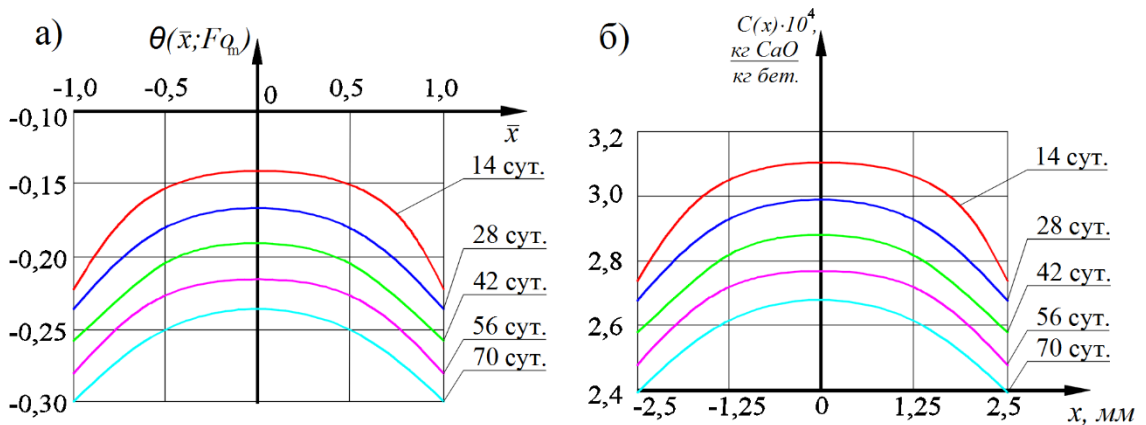 а)
θ(x̄;Foₘ)
-1,0 -0,5 0 0,5 1,0
x̄
-0,10
-0,15
-0,20
-0,25
-0,30
14 сут.
28 сут.
42 сут.
56 сут.
70 сут.
б)
C(x)·10⁴,
кг CaO
кг бет.
3,2
3,0
2,8
2,6
2,4
14 сут.
28 сут.
42 сут.
56 сут.
70 сут.
-2,5 -1,25 0 1,25 2,5
x, мм